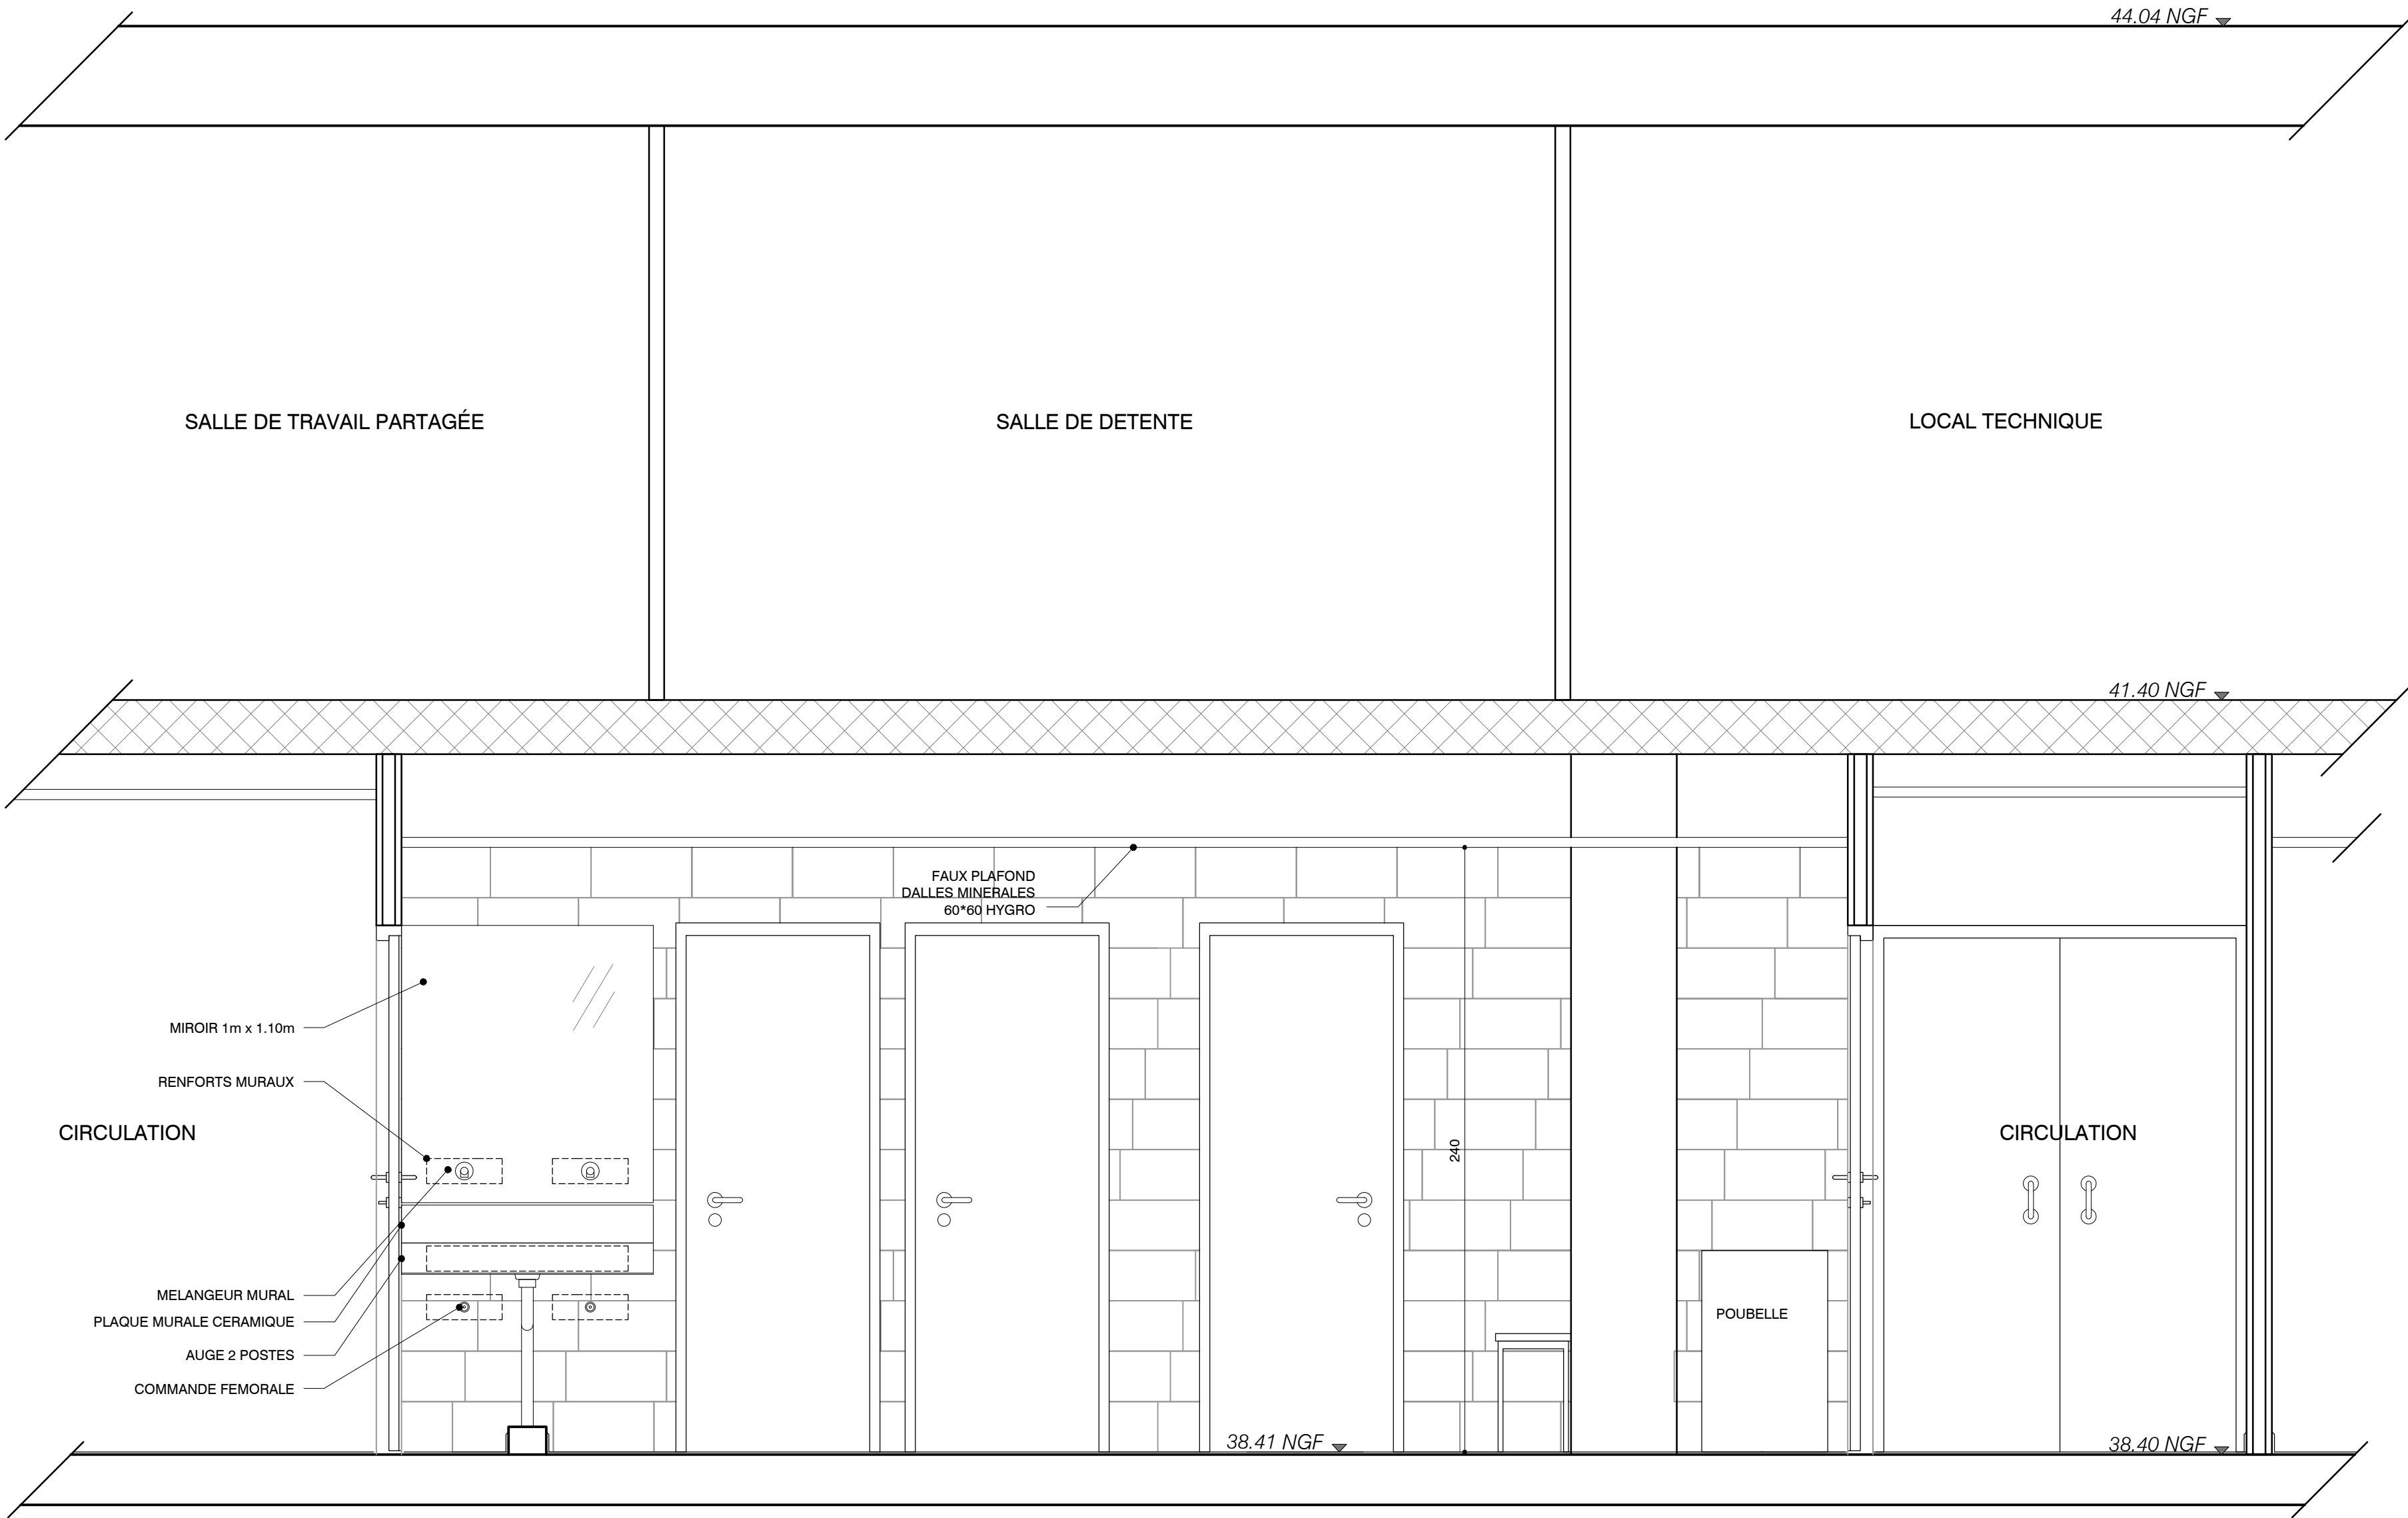 44.04 NGF
SALLE DE TRAVAIL PARTAGÉE
SALLE DE DETENTE
LOCAL TECHNIQUE
41.40 NGF
FAUX PLAFOND
DALLES MINERALES
60*60 HYGRO
MIROIR 1m x 1.10m
RENFORTS MURAUX
CIRCULATION
CIRCULATION
240
MELANGEUR MURAL
PLAQUE MURALE CERAMIQUE
AUGE 2 POSTES
COMMANDE FEMORALE
POUBELLE
38.41 NGF
38.40 NGF